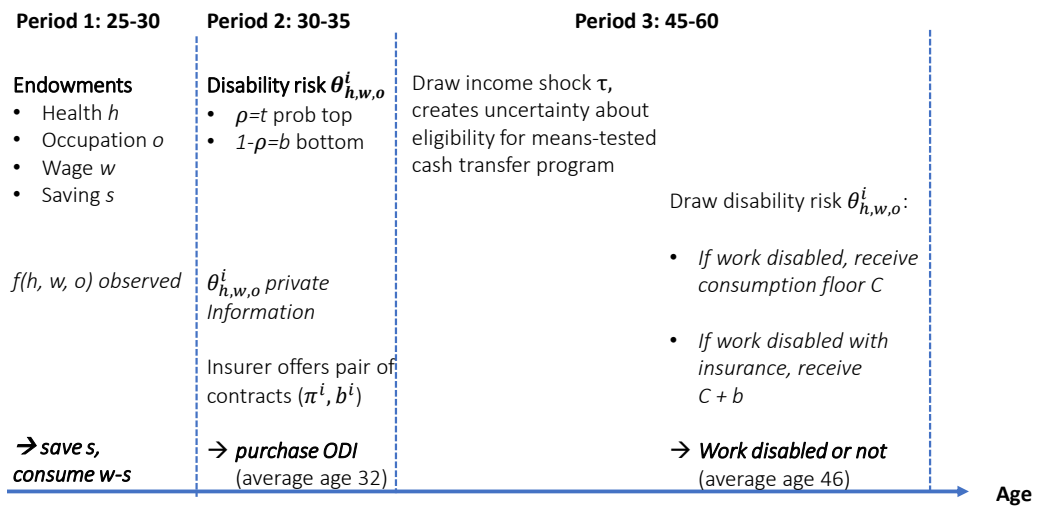 Period 1: 25-30
Period 2: 30-35
Period 3: 45-60
Endowments
• Health h
• Occupation o
• Wage w
• Saving s
f(h, w, o) observed
→ save s,
consume w-s
Disability risk θ^i_{h,w,o}
• ρ=t prob top
• 1-ρ=b bottom
θ^i_{h,w,o} private
Information
Insurer offers pair of
contracts (π^i, b^i)
→ purchase ODI
(average age 32)
Draw income shock τ,
creates uncertainty about
eligibility for means-tested
cash transfer program
Draw disability risk θ^i_{h,w,o}:
• If work disabled, receive
consumption floor C
• If work disabled with
insurance, receive
C + b
→ Work disabled or not
(average age 46)
Age